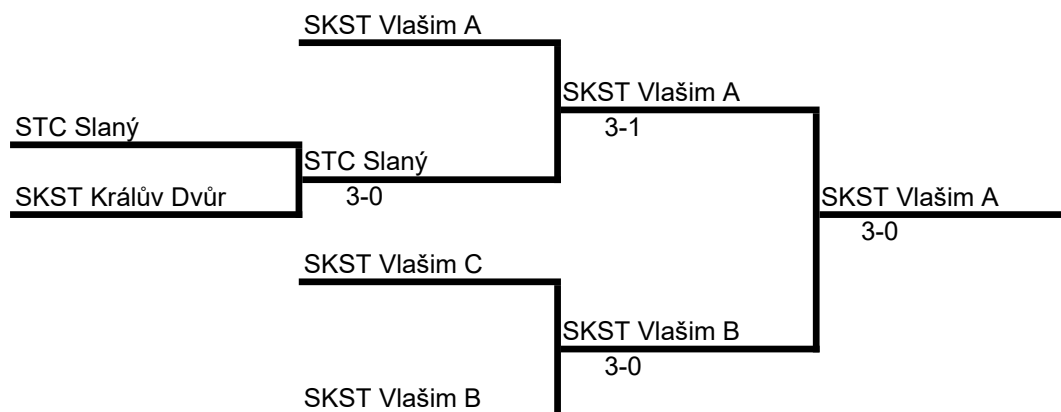 SKST Vlašim A
SKST Vlašim A
3-1
STC Slaný
STC Slaný
3-0
SKST Králův Dvůr
SKST Vlašim A
3-0
SKST Vlašim C
SKST Vlašim B
3-0
SKST Vlašim B